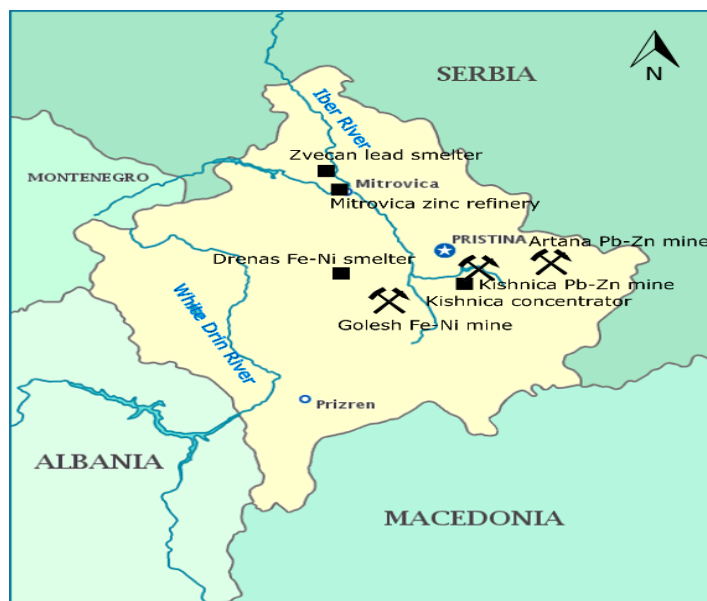 SERBIA
N
Iber River
Zvecan lead smelter
MONTENEGRO
Mitrovica
Mitrovica zinc refinery
PRISTINA
Artana Pb-Zn mine
Drenas Fe-Ni smelter
Kishnica Pb-Zn mine
Kishnica concentrator
White Drin River
Golesh Fe-Ni mine
Prizren
ALBANIA
MACEDONIA